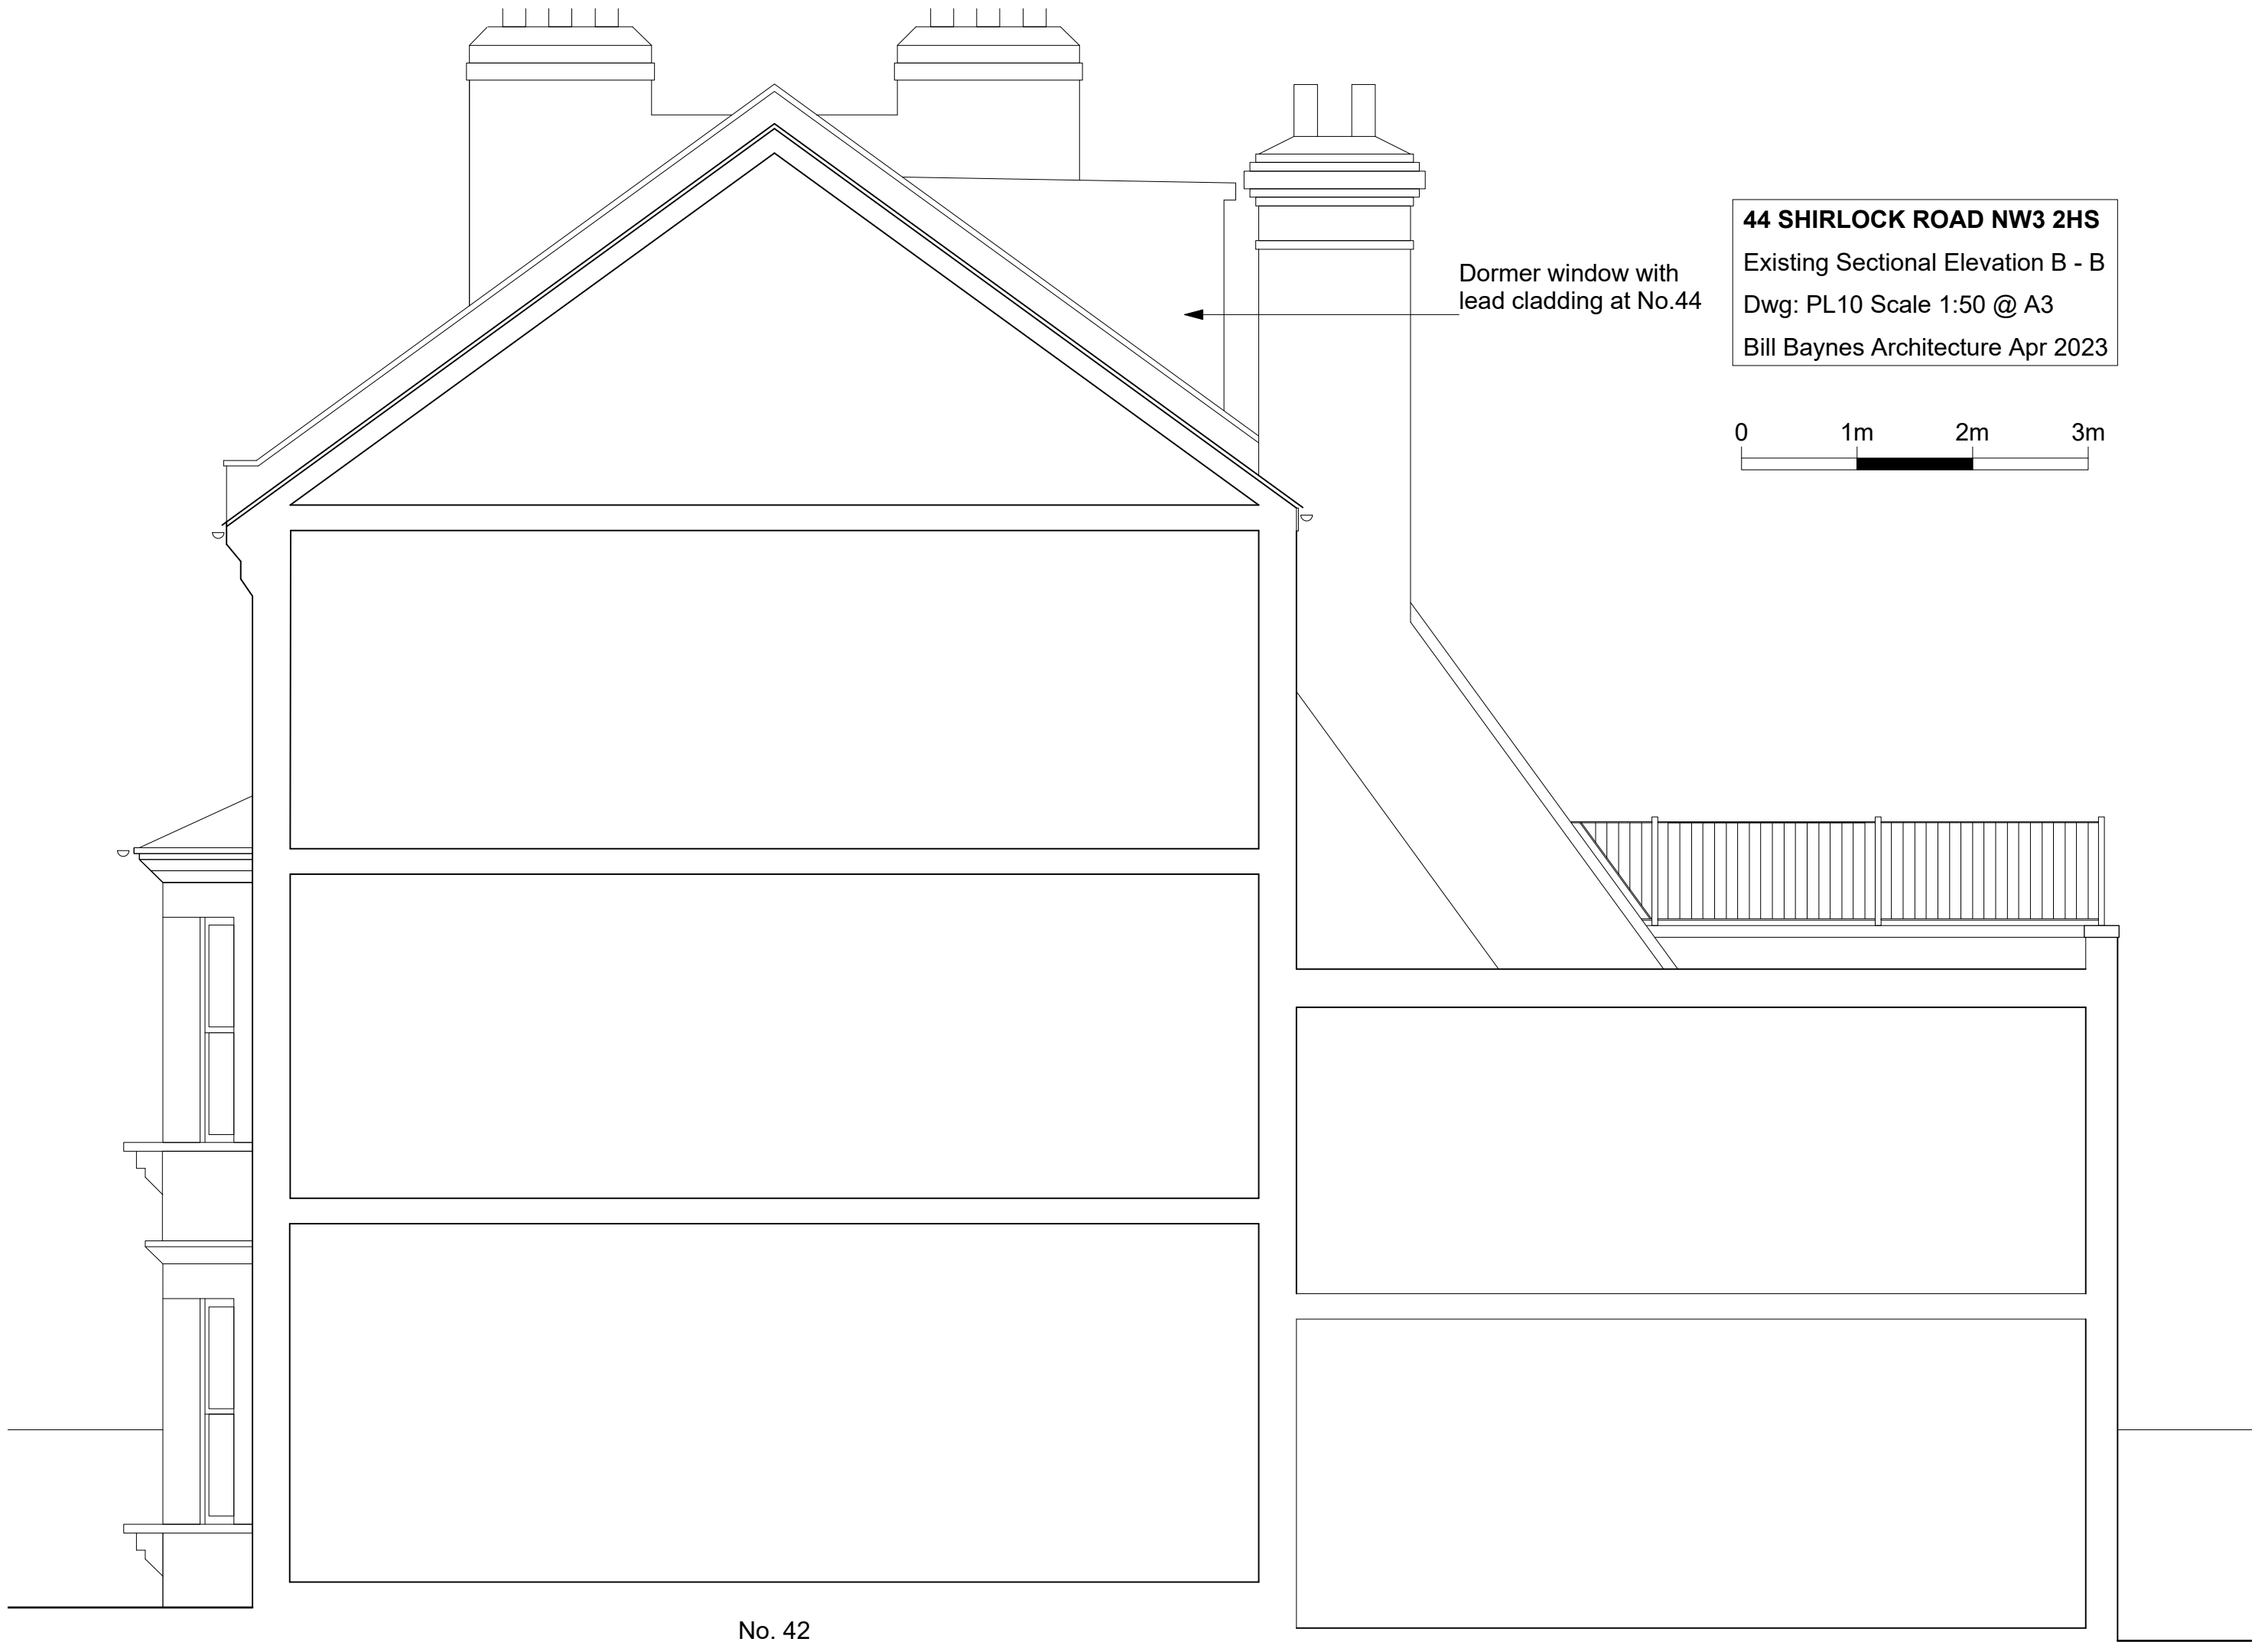 44 SHIRLOCK ROAD NW3 2HS
Existing Sectional Elevation B - B
Dwg: PL10 Scale 1:50 @ A3
Bill Baynes Architecture Apr 2023
Dormer window with
lead cladding at No.44
0 1m 2m 3m
No. 42